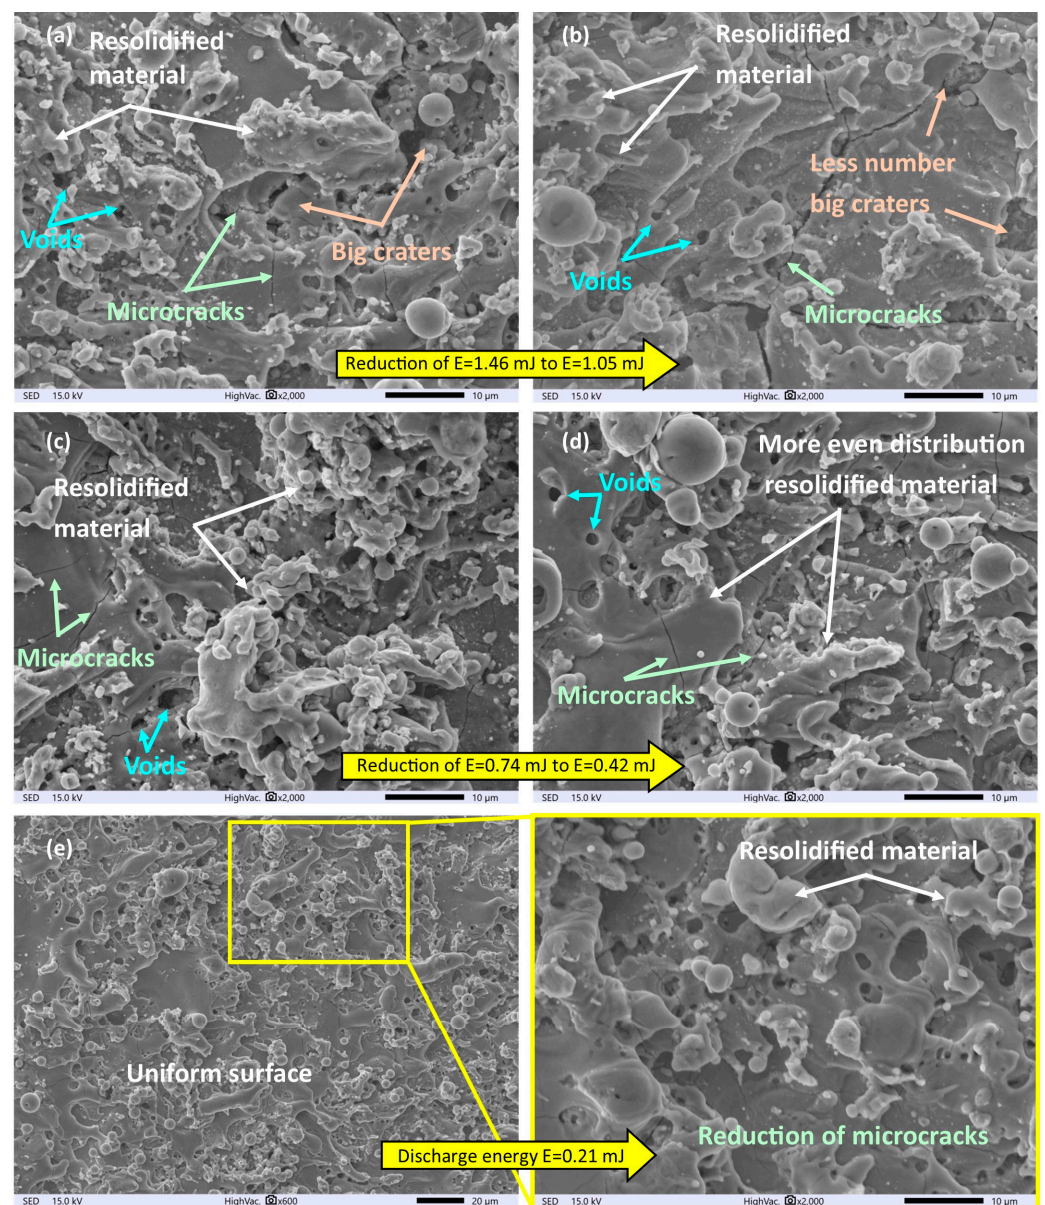 (a)
Resolidified
material
Voids
Big craters
Microcracks
(b)
Resolidified
material
Less number
big craters
Voids
Microcracks
Reduction of E=1.46 mJ to E=1.05 mJ
SED 15.0 kV HighVac. x2,000 10 µm
SED 15.0 kV HighVac. x2,000 10 µm
(c)
Resolidified
material
Microcracks
Voids
(d)
More even distribution
resolidified material
Voids
Microcracks
Reduction of E=0.74 mJ to E=0.42 mJ
SED 15.0 kV HighVac. x2,000 10 µm
SED 15.0 kV HighVac. x2,000 10 µm
(e)
Uniform surface
Resolidified material
Reduction of microcracks
Discharge energy E=0.21 mJ
SED 15.0 kV HighVac. x600 20 µm
SED 15.0 kV HighVac. x2,000 10 µm